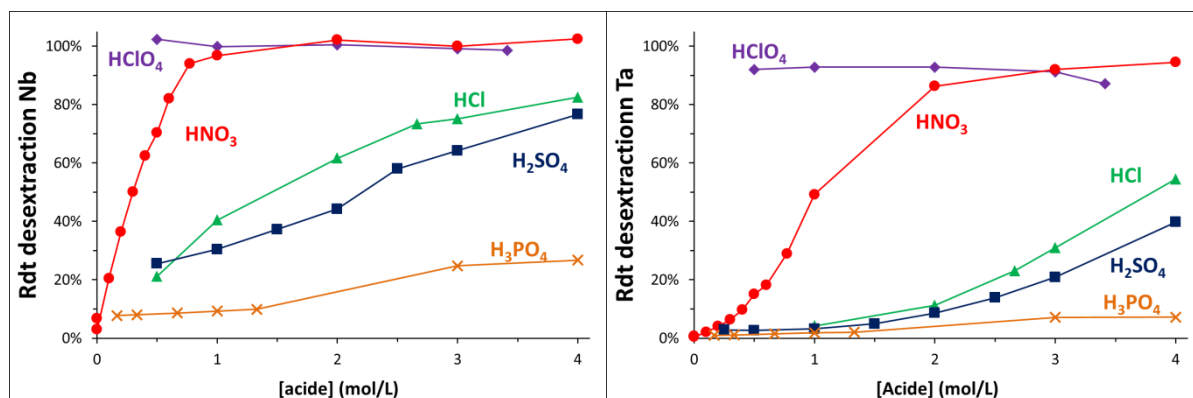 Rdt desextraction Nb
100%
80%
60%
40%
20%
0%
HClO₄
HNO₃
HCl
H₂SO₄
H₃PO₄
0 1 2 3 4
[acide] (mol/L)
Rdt desextractionn Ta
100%
80%
60%
40%
20%
0%
HClO₄
HNO₃
HCl
H₂SO₄
H₃PO₄
0 1 2 3 4
[Acide] (mol/L)